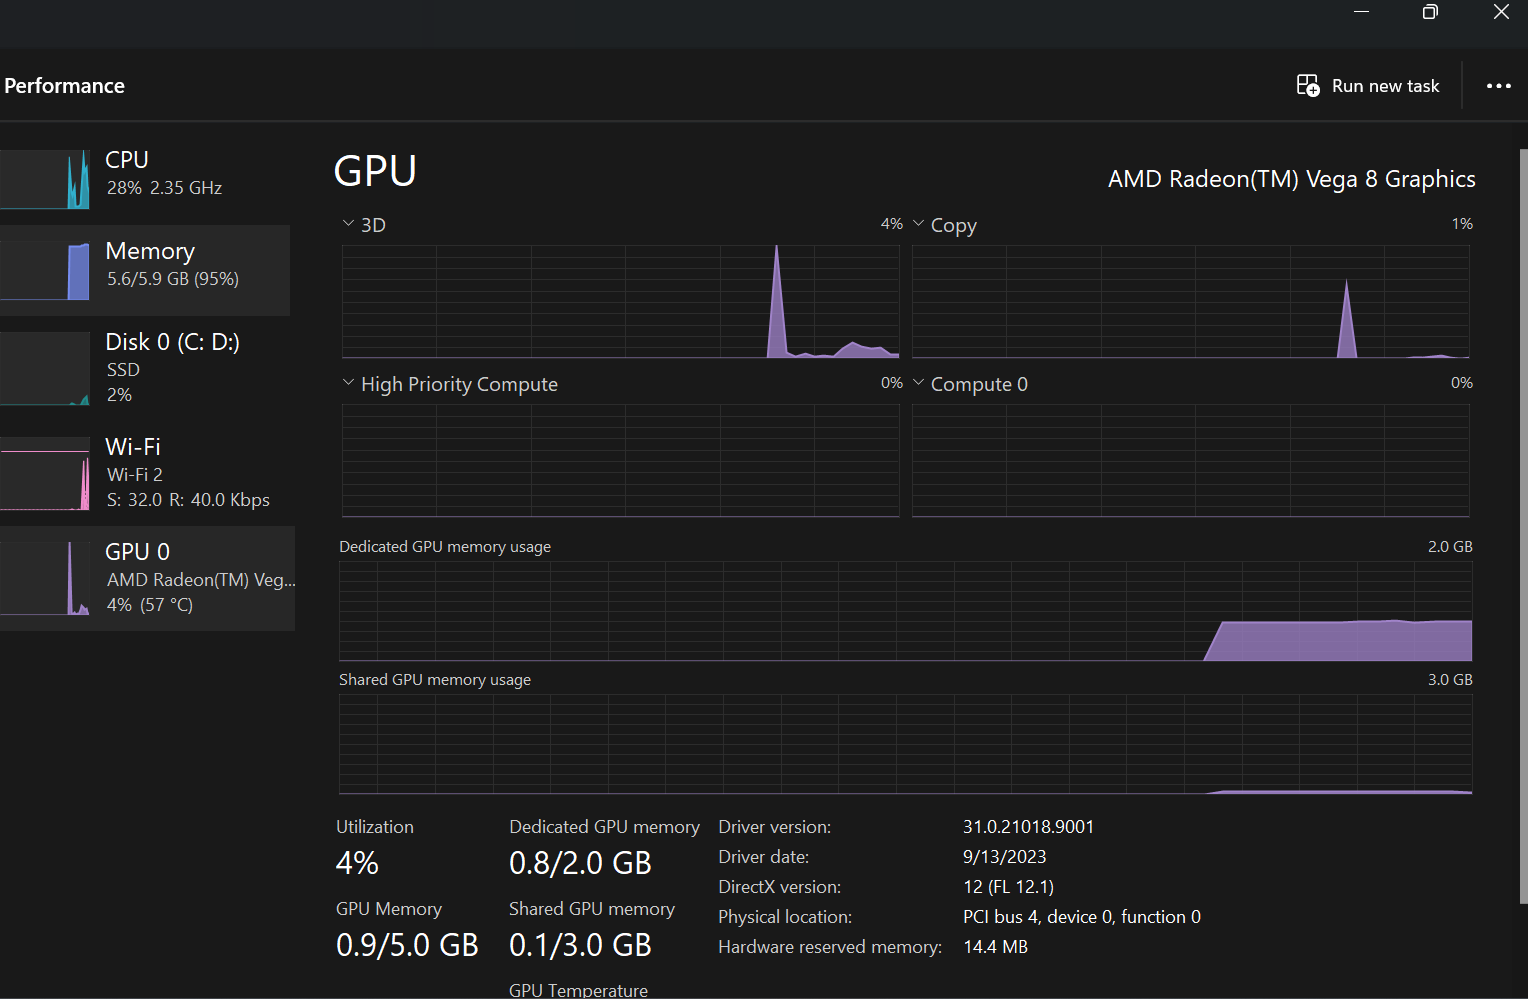 Performance
Run new task
CPU
28% 2.35 GHz
Memory
5.6/5.9 GB (95%)
Disk 0 (C: D:)
SSD
2%
Wi-Fi
Wi-Fi 2
S: 32.0 R: 40.0 Kbps
GPU 0
AMD Radeon(TM) Veg...
4% (57 °C)
GPU
AMD Radeon(TM) Vega 8 Graphics
3D 4%
Copy 1%
High Priority Compute 0%
Compute 0 0%
Dedicated GPU memory usage 2.0 GB
Shared GPU memory usage 3.0 GB
Utilization
4%
Dedicated GPU memory
0.8/2.0 GB
GPU Memory
0.9/5.0 GB
Shared GPU memory
0.1/3.0 GB
GPU Temperature
Driver version: 31.0.21018.9001
Driver date: 9/13/2023
DirectX version: 12 (FL 12.1)
Physical location: PCI bus 4, device 0, function 0
Hardware reserved memory: 14.4 MB